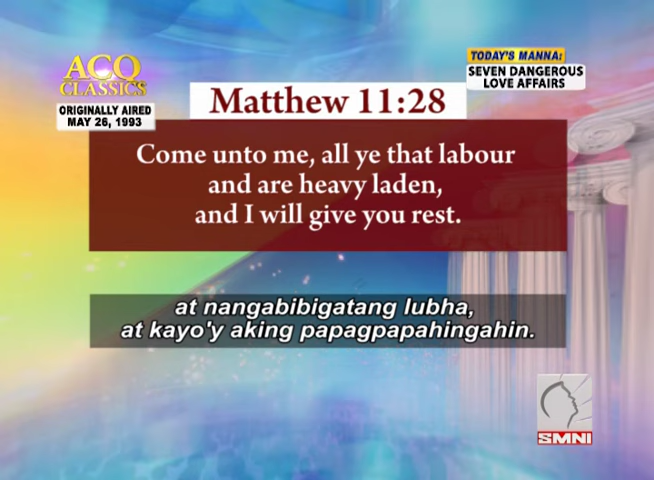 ACQ
CLASSICS
ORIGINALLY AIRED
MAY 26, 1993
TODAY'S MANNA:
SEVEN DANGEROUS
LOVE AFFAIRS
Matthew 11:28
Come unto me, all ye that labour
and are heavy laden,
and I will give you rest.
at nangabibigatang lubha,
at kayo'y aking papagpapahingahin.
SMNI